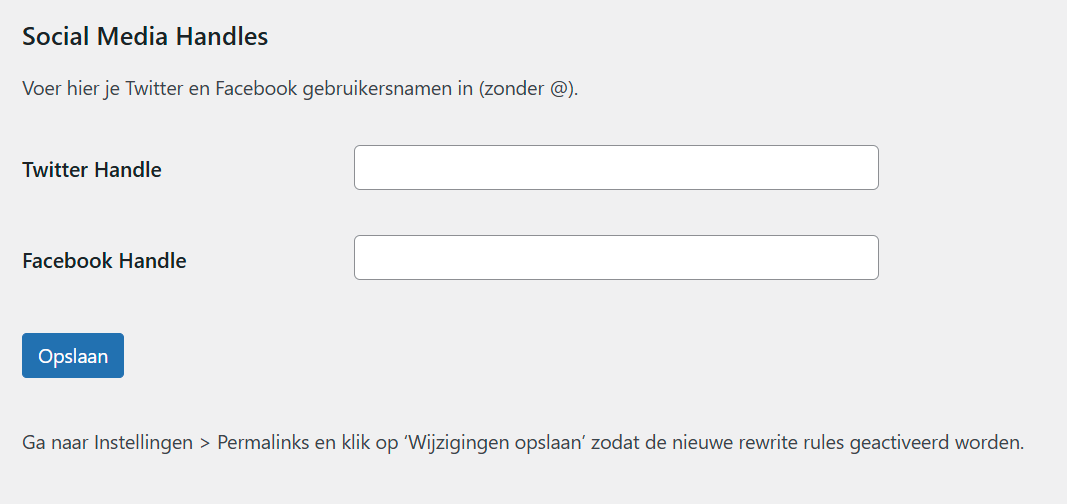 Social Media Handles
Voer hier je Twitter en Facebook gebruikersnamen in (zonder @).
Twitter Handle
Facebook Handle
Opslaan
Ga naar Instellingen > Permalinks en klik op ‘Wijzigingen opslaan’ zodat de nieuwe rewrite rules geactiveerd worden.